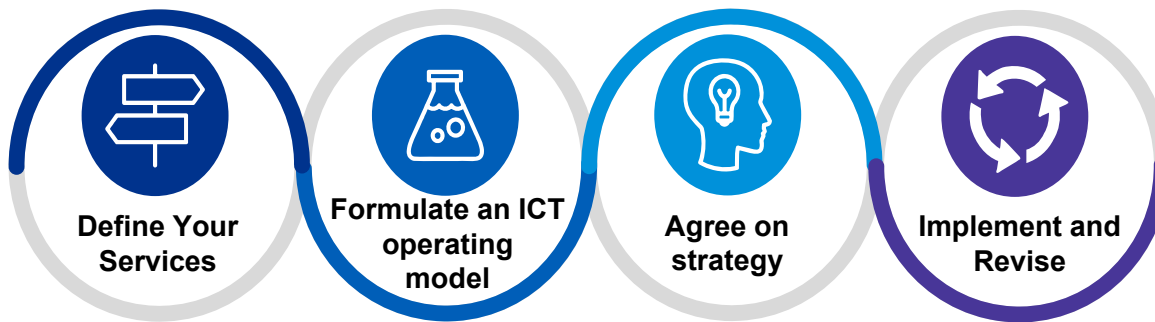 Define Your
Services
Formulate an ICT
operating
model
Agree on
strategy
Implement and
Revise